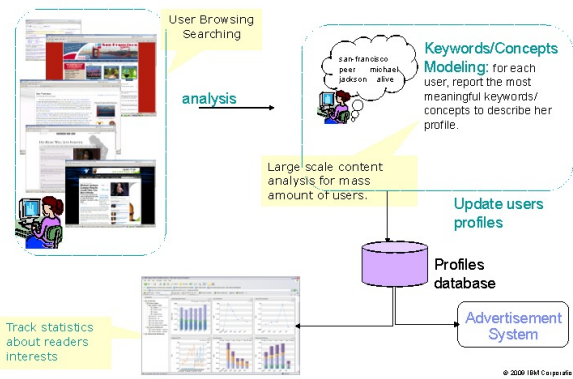 User Browsing
Searching
analysis
san-francisco
peer michael
jackson alive
Keywords/Concepts
Modeling: for each
user, report the most
meaningful keywords/
concepts to describe her
profile.
Large scale content
analysis for mass
amount of users.
Update users
profiles
Profiles
database
Advertisement
System
Track statistics
about readers
interests
© 2009 IBM Corporatio